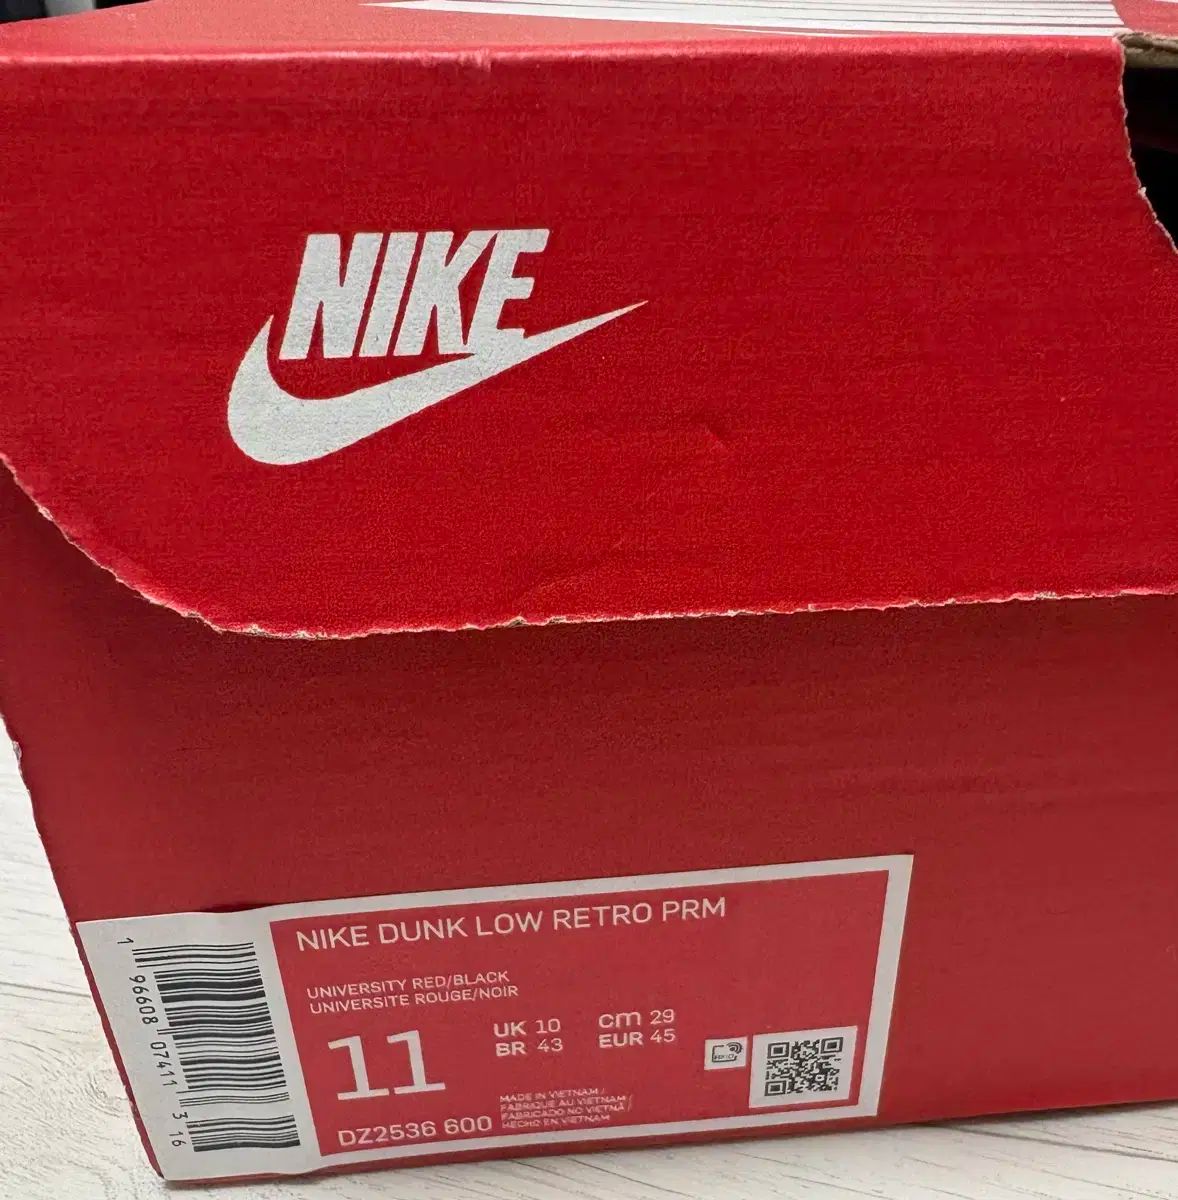 NIKE
NIKE DUNK LOW RETRO PRM
UNIVERSITY RED/BLACK
UNIVERSITE ROUGE/NOIR
11
UK 10
BR 43
cm 29
EUR 45
MADE IN VIETNAM /
FABRIQUE AU VIETNAM /
FABRICADO NO VIETNÃ /
HECHO EN VIETNAM
DZ2536 600
1 96608 07411 3 16